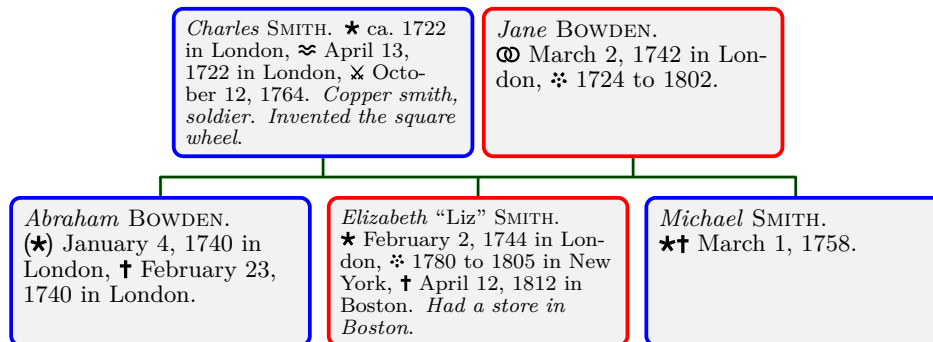 Charles SMITH. ★ ca. 1722
in London, ≈ April 13,
1722 in London, ⚔ Octo-
ber 12, 1764. Copper smith,
soldier. Invented the square
wheel.
Jane BOWDEN.
⚭ March 2, 1742 in Lon-
don, ⁘ 1724 to 1802.
Abraham BOWDEN.
(★) January 4, 1740 in
London, † February 23,
1740 in London.
Elizabeth “Liz” SMITH.
★ February 2, 1744 in Lon-
don, ⁘ 1780 to 1805 in New
York, † April 12, 1812 in
Boston. Had a store in
Boston.
Michael SMITH.
★† March 1, 1758.